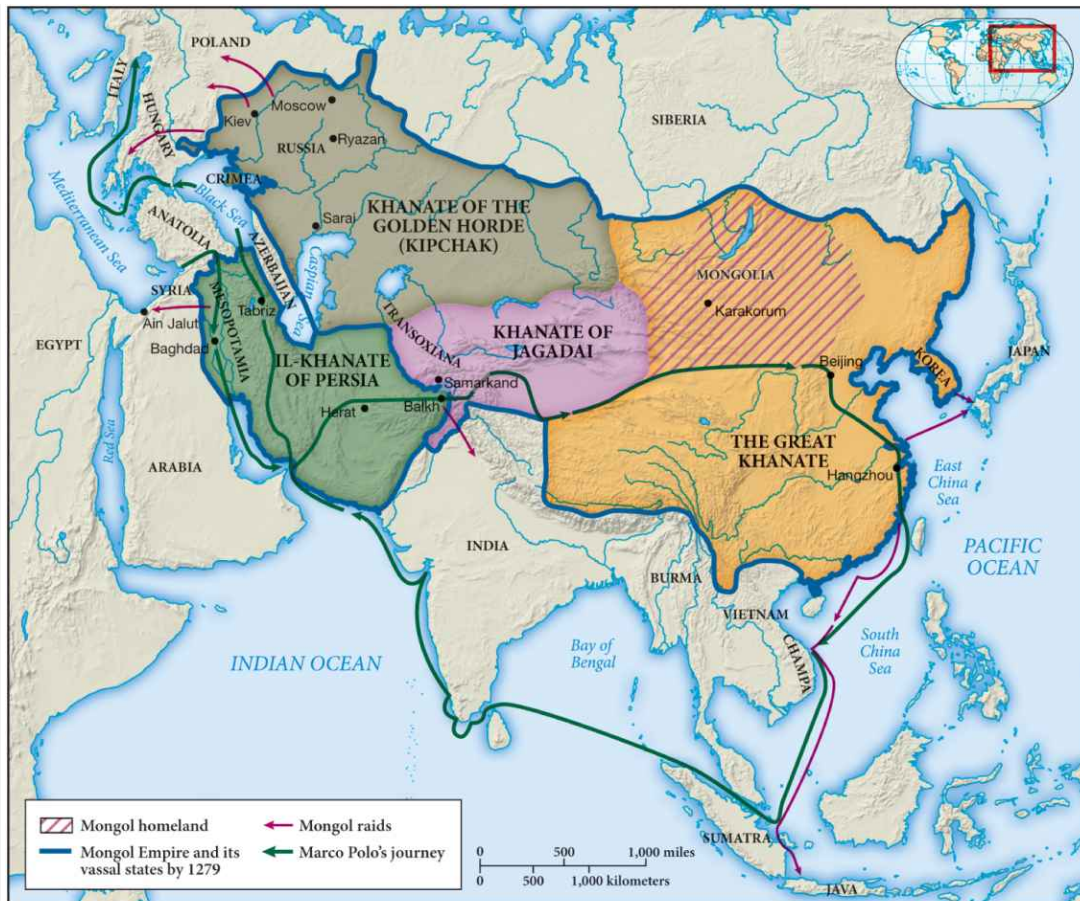 POLAND
ITALY
HUNGARY
Moscow
Kiev
Ryazan
RUSSIA
SIBERIA
CRIMEA
Mediterranean Sea
Black Sea
ANATOLIA
KHANATE OF THE
GOLDEN HORDE
(KIPCHAK)
Sarai
AZERBAIJAN
Caspian Sea
MONGOLIA
Karakorum
SYRIA
MESOPOTAMIA
Tabriz
TRANSOXIANA
KHANATE OF
JAGADAI
Ain Jalut
Baghdad
EGYPT
IL-KHANATE
OF PERSIA
Samarkand
Balkh
Herat
Beijing
KOREA
JAPAN
THE GREAT
KHANATE
Hangzhou
East
China
Sea
Red Sea
ARABIA
INDIA
BURMA
VIETNAM
CHAMPA
PACIFIC
OCEAN
INDIAN OCEAN
Bay of
Bengal
South
China
Sea
SUMATRA
JAVA
Mongol homeland
Mongol Empire and its
vassal states by 1279
Mongol raids
Marco Polo's journey
0 500 1,000 miles
0 500 1,000 kilometers